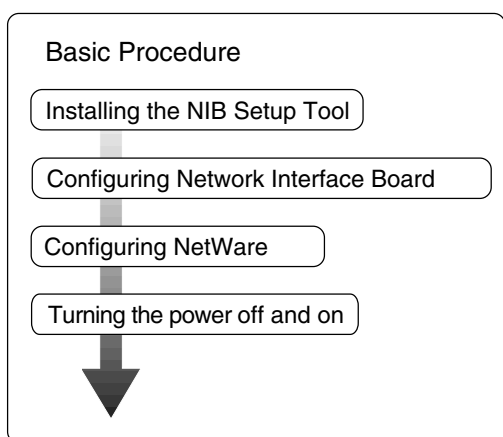 Basic Procedure
Installing the NIB Setup Tool
Configuring Network Interface Board
Configuring NetWare
Turning the power off and on